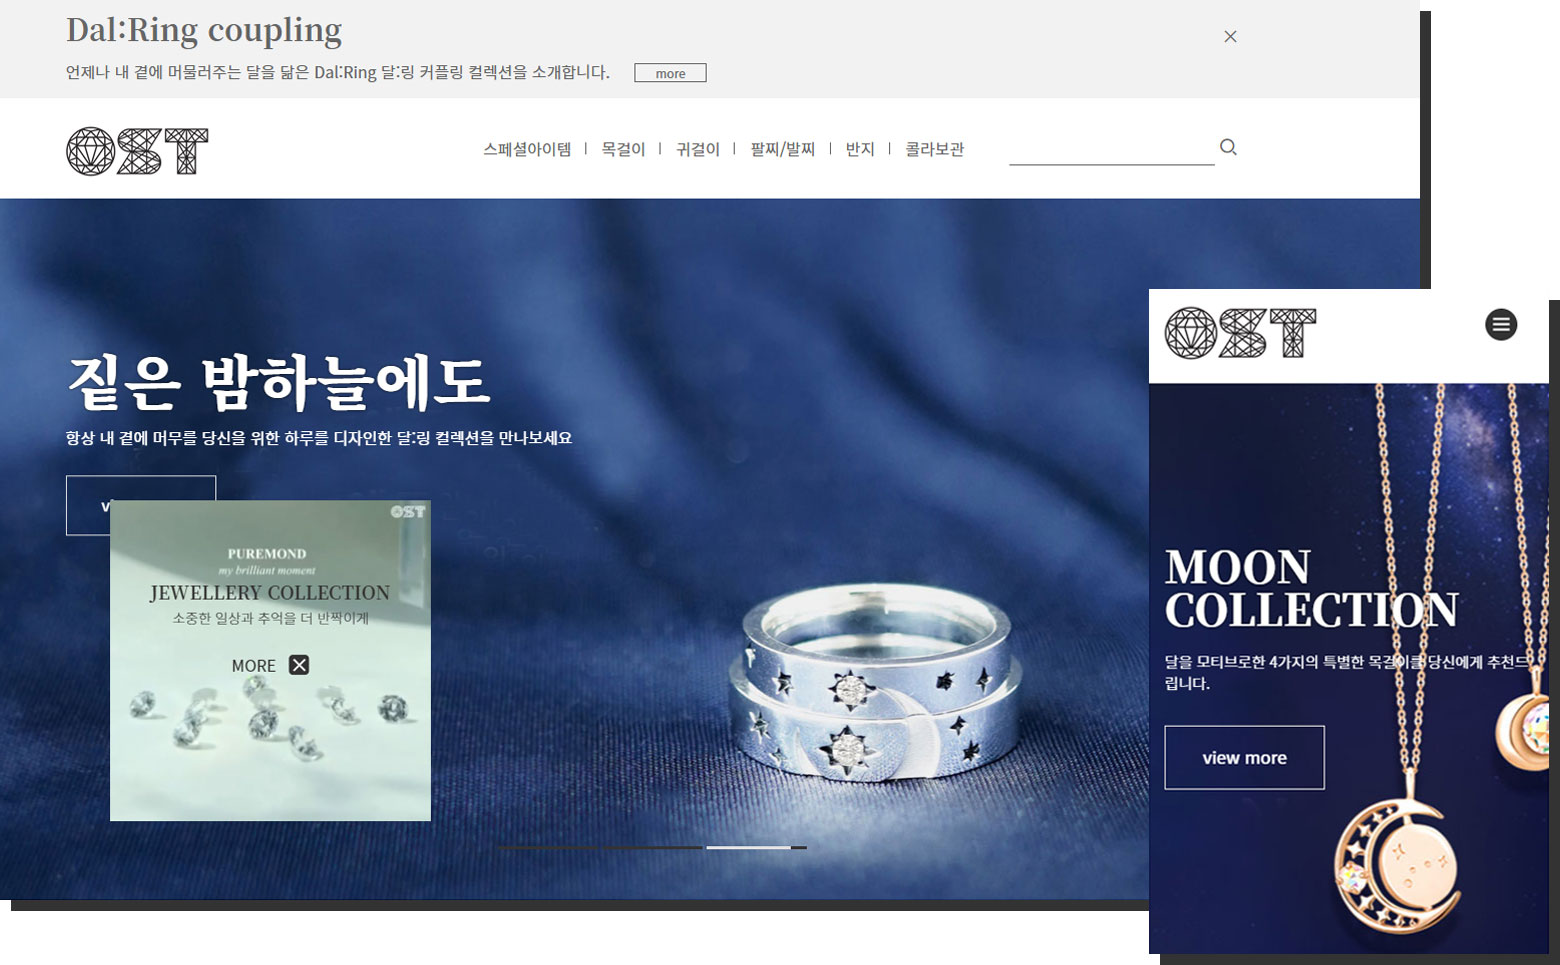 Dal:Ring coupling
언제나 내 곁에 머물러주는 달을 닮은 Dal:Ring 달:링 커플링 컬렉션을 소개합니다.
more
OST
스페셜아이템
목걸이
귀걸이
팔찌/발찌
반지
콜라보관
짙은 밤하늘에도
항상 내 곁에 머무를 당신을 위한 하루를 디자인한 달:링 컬렉션을 만나보세요
OST
PUREMOND
my brilliant moment
JEWELLERY COLLECTION
소중한 일상과 추억을 더 반짝이게
MORE
OST
MOON
COLLECTION
달을 모티브로한 4가지의 특별한 목걸이를 당신에게 추천드
립니다.
view more